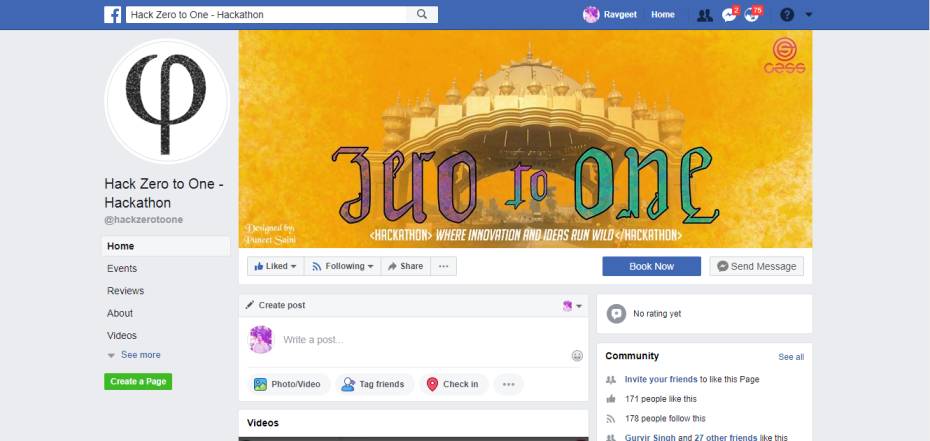 Hack Zero to One - Hackathon
Ravgeet
Home
2
75
cess
φ
Zero to One
Designed by:
Puneet Saini
<HACKATHON> WHERE INNOVATION AND IDEAS RUN WILD </HACKATHON>
Hack Zero to One -
Hackathon
@hackzerotoone
Home
Events
Reviews
About
Videos
See more
Create a Page
Liked
Following
Share
Book Now
Send Message
Create post
Write a post...
Photo/Video
Tag friends
Check in
Videos
No rating yet
Community
See all
Invite your friends to like this Page
171 people like this
178 people follow this
Gurvir Singh and 27 other friends like this